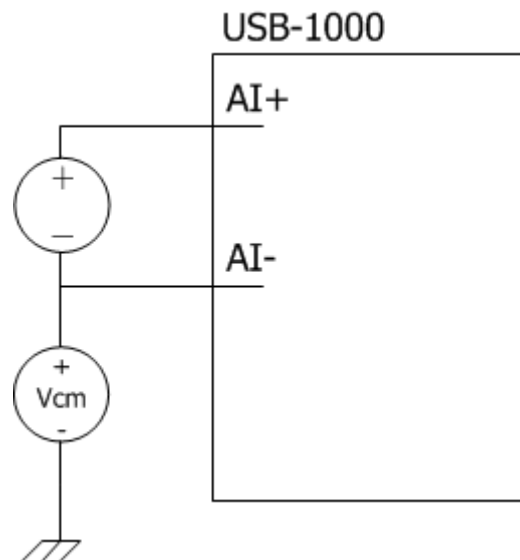 USB-1000
AI+
+
−
AI-
+
Vcm
-